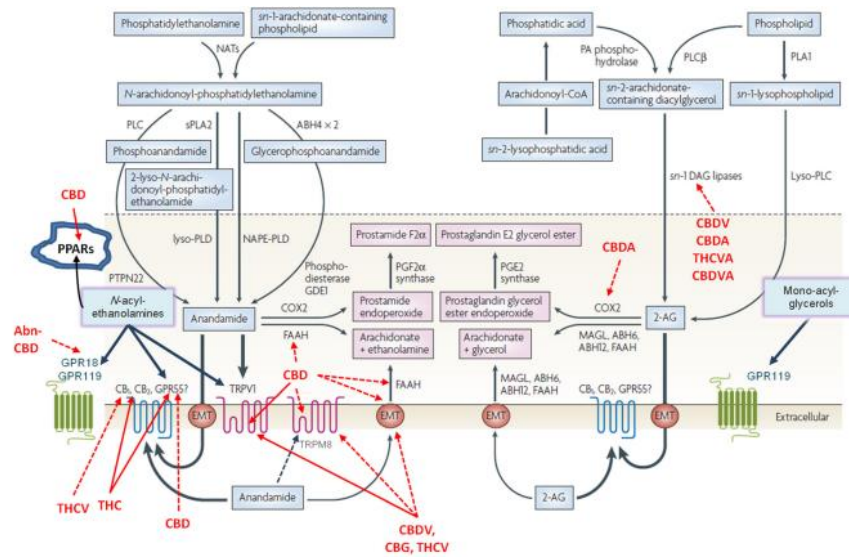 Phosphatidylethanolamine
sn-1-arachidonate-containing
phospholipid
NATs
N-arachidonoyl-phosphatidylethanolamine
PLC
sPLA2
ABH4 × 2
Phosphoanandamide
Glycerophosphoanandamide
2-lyso-N-arachi-
donoyl-phosphatidyl-
ethanolamide
lyso-PLD
NAPE-PLD
Phospho-
diesterase
GDE1
Phosphatidic acid
Phospholipid
PA phospho-
hydrolase
PLCβ
PLA1
Arachidonoyl-CoA
sn-2-arachidonate-
containing diacylglycerol
sn-1-lysophospholipid
sn-2-lysophosphatidic acid
sn-1 DAG lipases
Lyso-PLC
CBDV
CBDA
THCVA
CBDVA
CBD
PPARs
PTPN22
N-acyl-
ethanolamines
Abn-
CBD
GPR18
GPR119
Prostamide F2α
Prostaglandin E2 glycerol ester
PGF2α
synthase
PGE2
synthase
CBDA
Anandamide
COX2
FAAH
Prostamide
endoperoxide
Prostaglandin glycerol
ester endoperoxide
COX2
2-AG
Mono-acyl-
glycerols
Arachidonate
+ ethanolamine
Arachidonate
+ glycerol
MAGL, ABH6,
ABH12, FAAH
CB1, CB2, GPR55?
TRPV1
CBD
FAAH
MAGL, ABH6,
ABH12, FAAH
CB1, CB2, GPR55?
GPR119
EMT
EMT
EMT
EMT
Extracellular
TRPM8
THCV
THC
CBD
Anandamide
CBDV,
CBG, THCV
2-AG